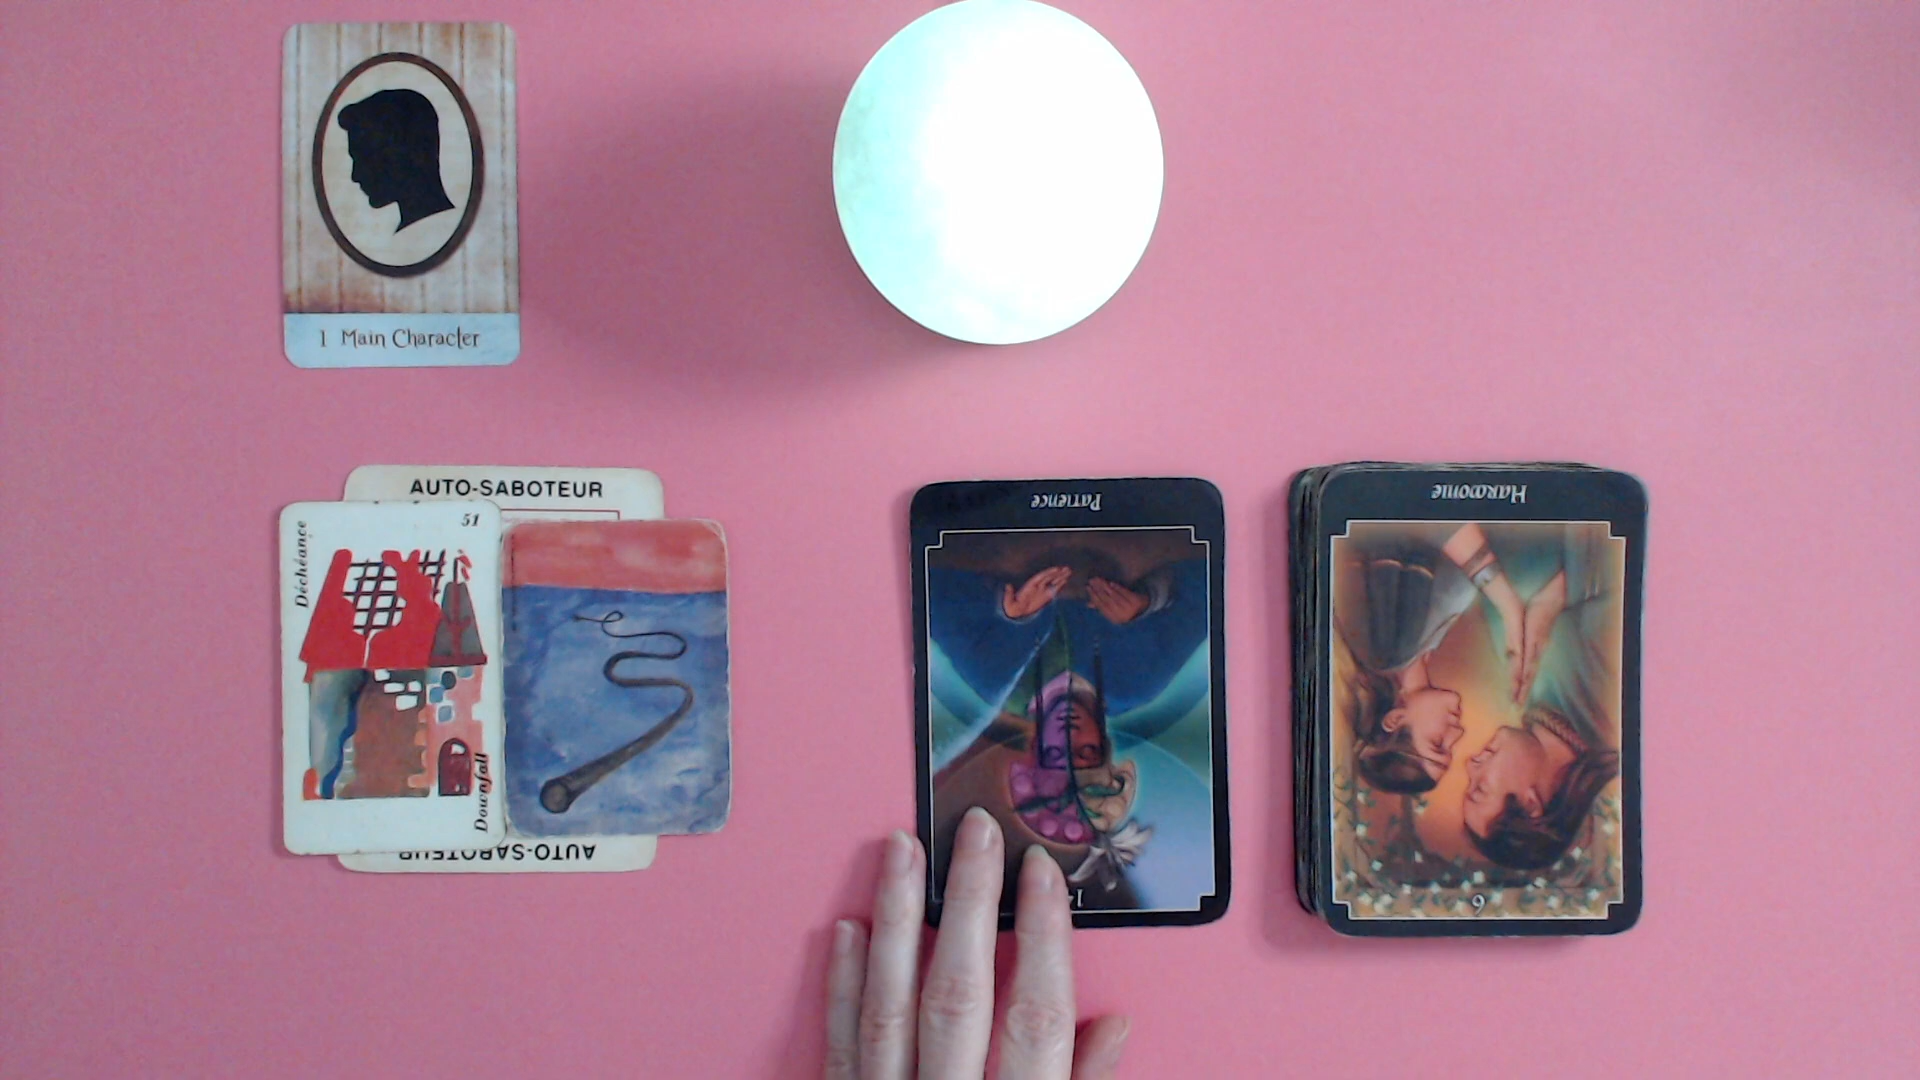 1 Main Character
AUTO-SABOTEUR
Déchéance
51
Downfall
AUTO-SABOTEUR
Patience
Harmonie
6